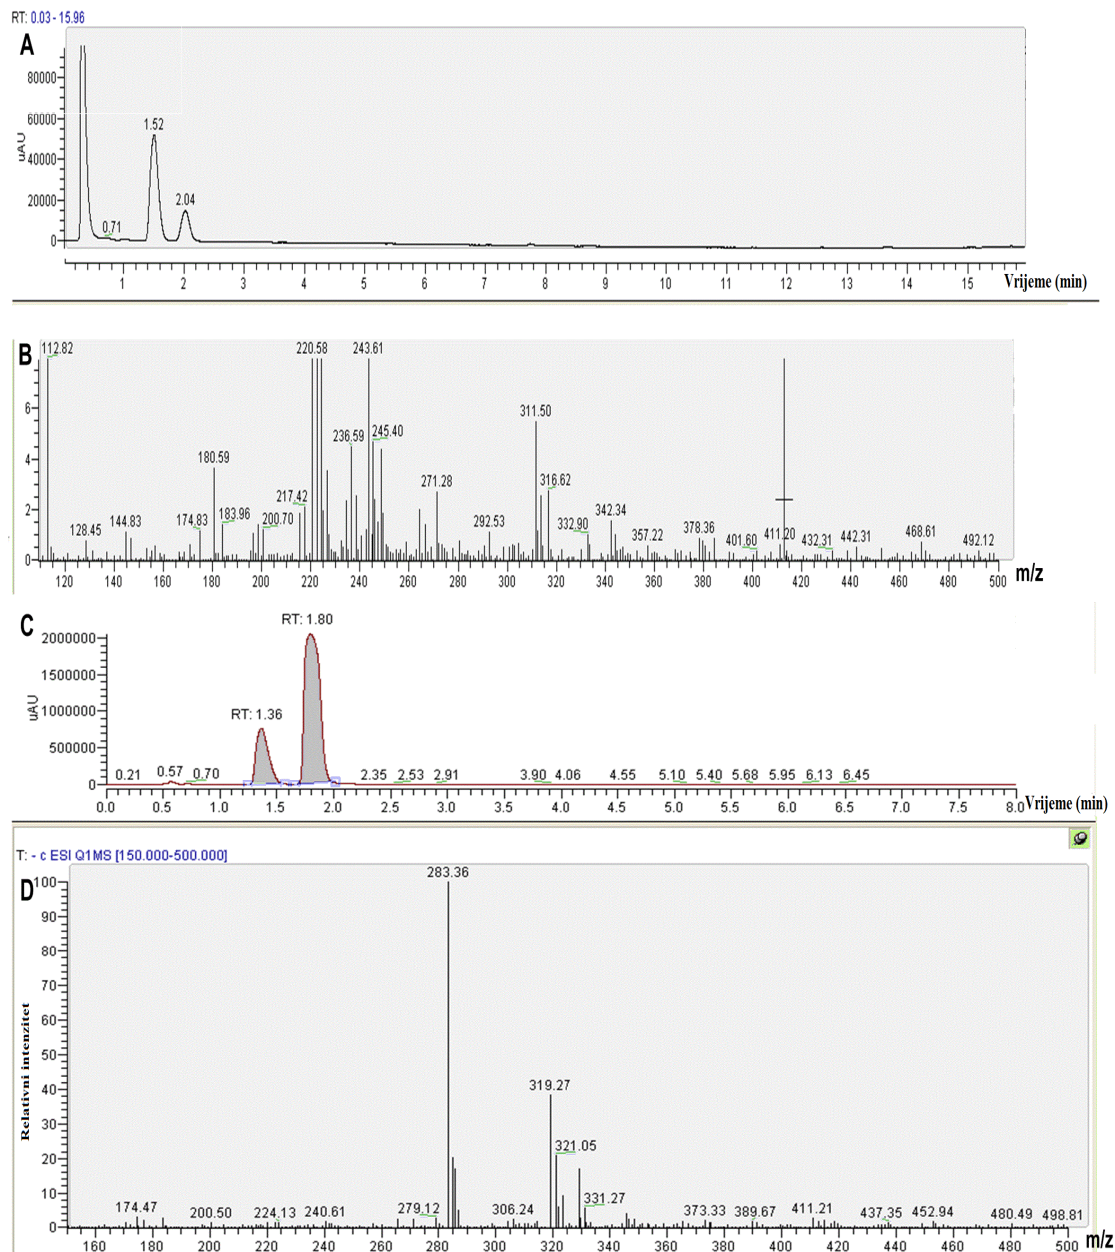 RT: 0.03 - 15.96
A
uAU
80000
60000
40000
20000
0
1.52
2.04
0.71
1 2 3 4 5 6 7 8 9 10 11 12 13 14 15 Vrijeme (min)
B
112.82 220.58 243.61
6
4
2
0
311.50
236.59 245.40
180.59
271.28 316.62
217.42
128.45 144.83 174.83 183.96 200.70 292.53 332.90 342.34 357.22 378.36 401.60 411.20 432.31 442.31 468.61 492.12
120 140 160 180 200 220 240 260 280 300 320 340 360 380 400 420 440 460 480 500 m/z
C
RT: 1.80
RT: 1.36
uAU
2000000
1500000
1000000
500000
0
0.21 0.57 0.70 2.35 2.53 2.91 3.90 4.06 4.55 5.10 5.40 5.68 5.95 6.13 6.45
0.0 0.5 1.0 1.5 2.0 2.5 3.0 3.5 4.0 4.5 5.0 5.5 6.0 6.5 7.0 7.5 8.0 Vrijeme (min)
T: - c ESI Q1MS [150.000-500.000]
D
Relativni intenzitet
100
90
80
70
60
50
40
30
20
10
0
283.36
319.27
321.05
331.27
174.47 200.50 224.13 240.61 279.12 306.24 373.33 389.67 411.21 437.35 452.94 480.49 498.81
160 180 200 220 240 260 280 300 320 340 360 380 400 420 440 460 480 500 m/z